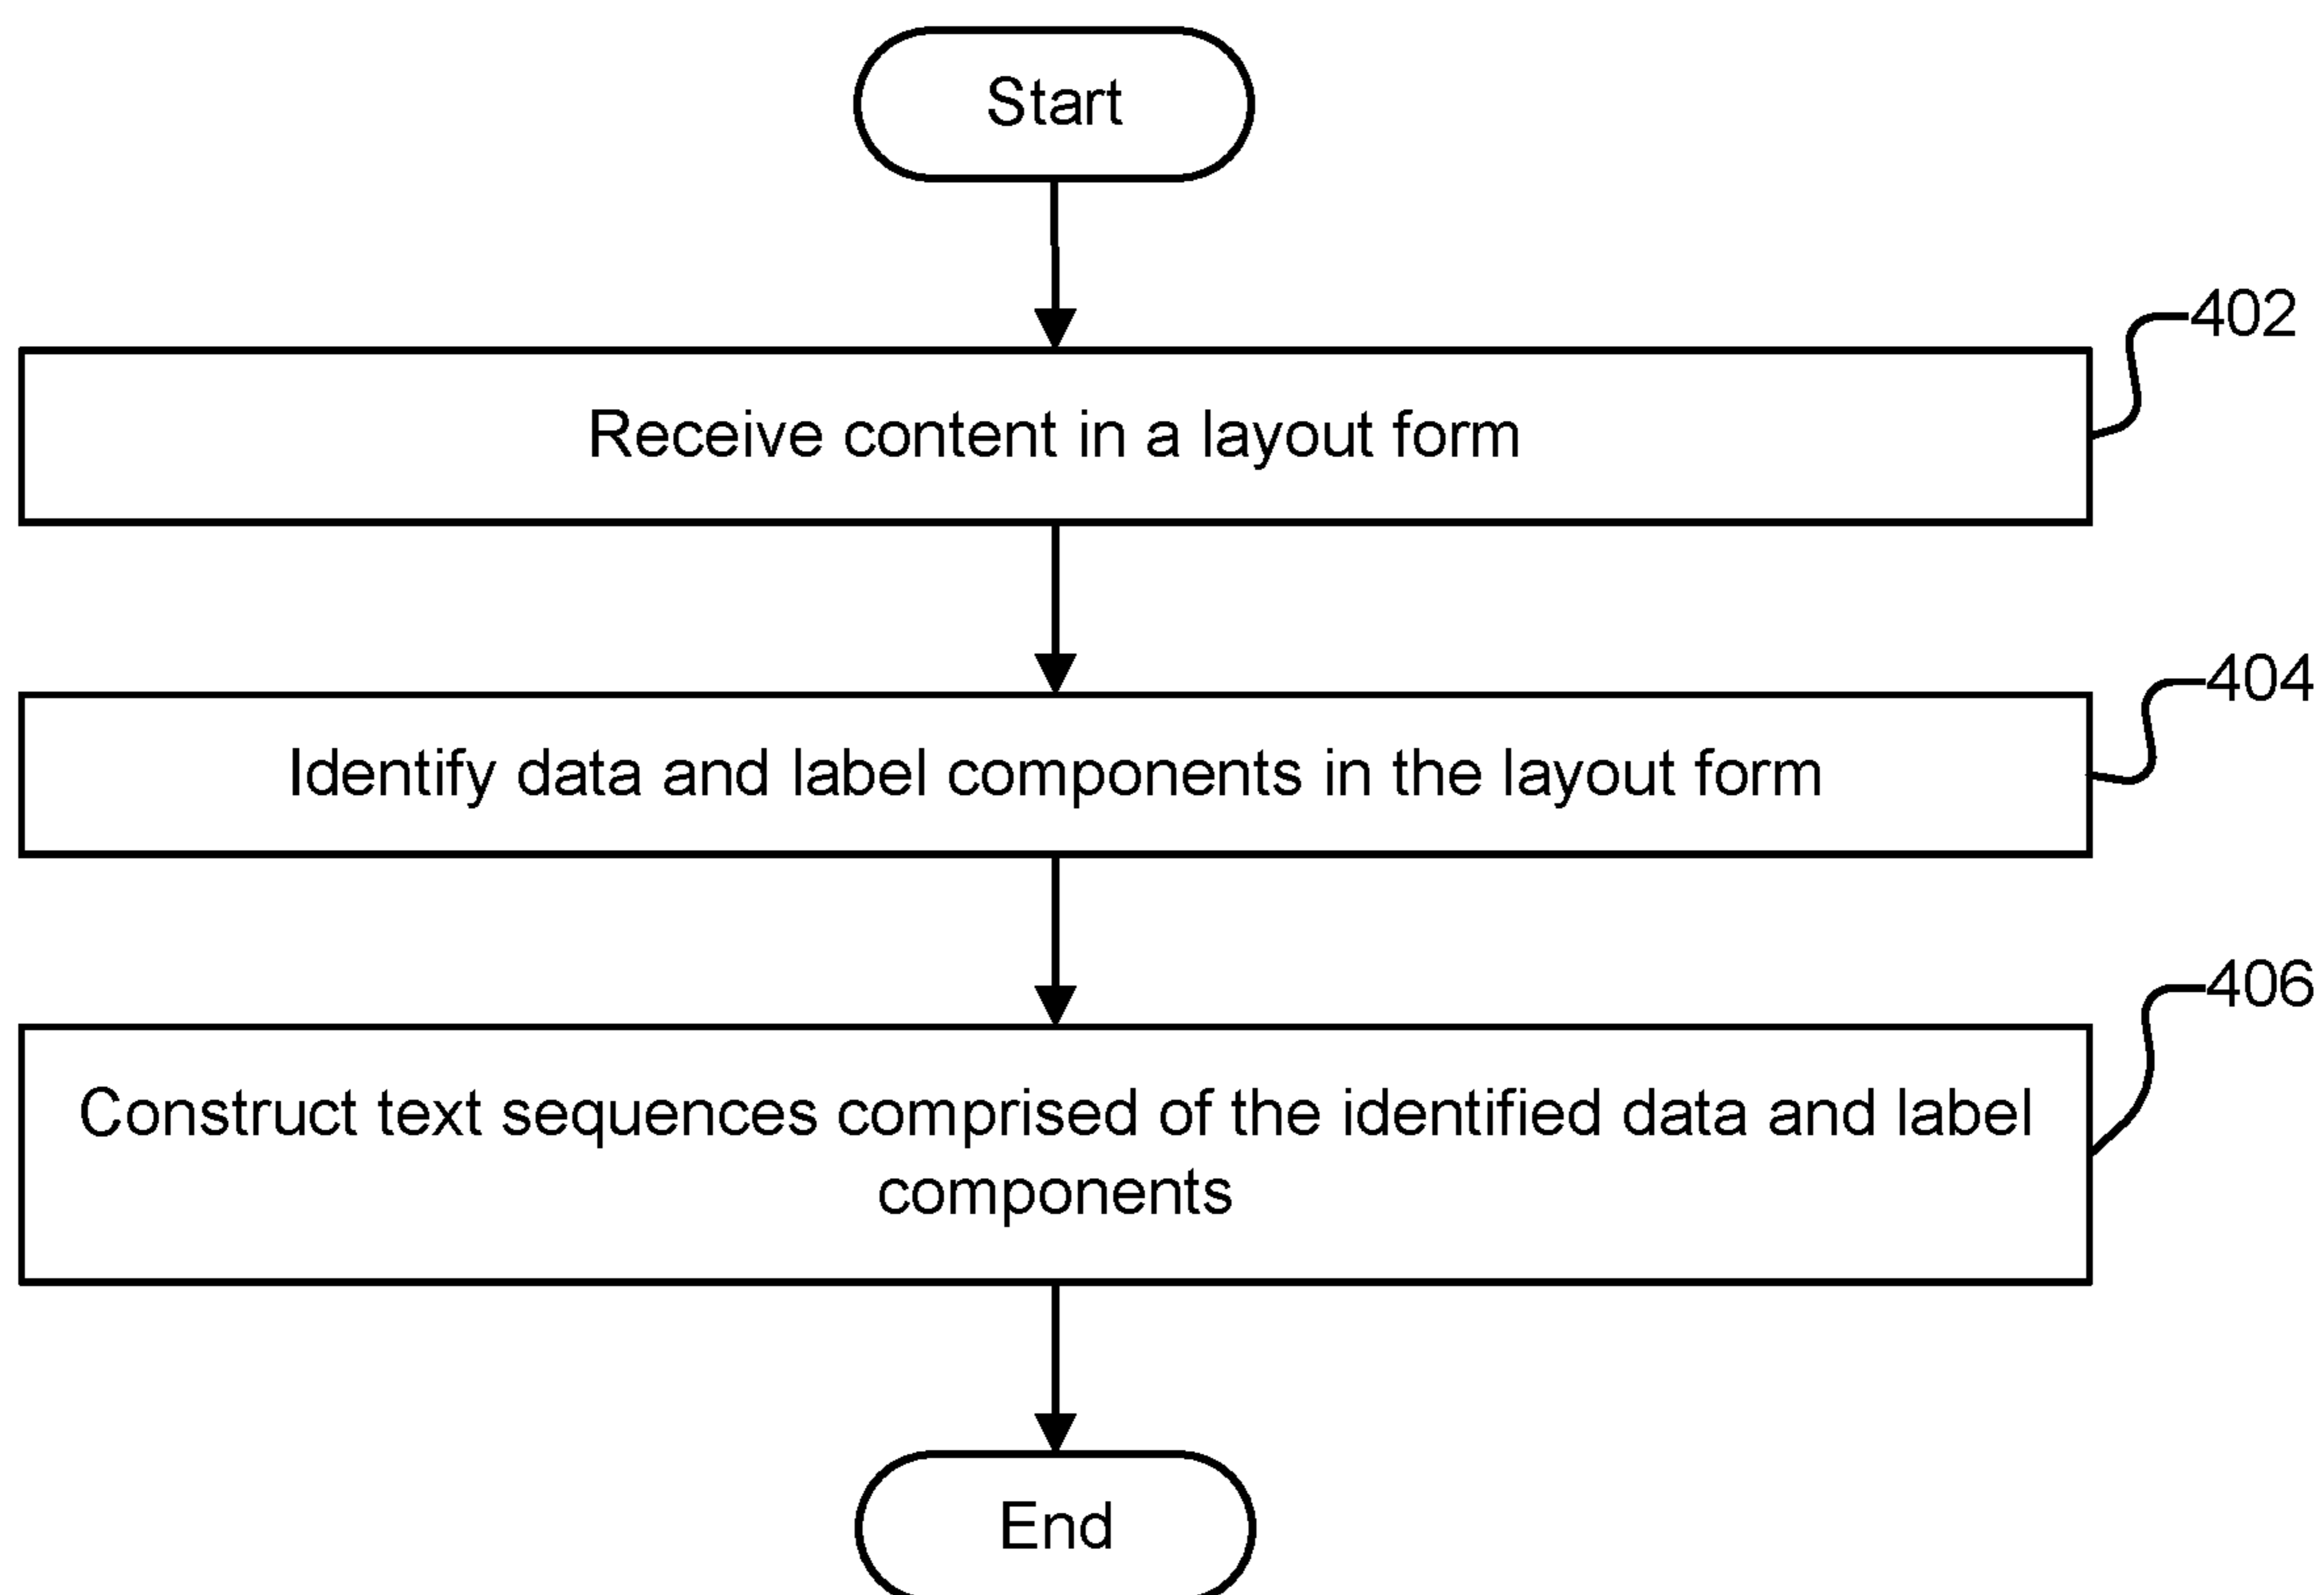 Start
402
Receive content in a layout form
404
Identify data and label components in the layout form
406
Construct text sequences comprised of the identified data and label
components
End